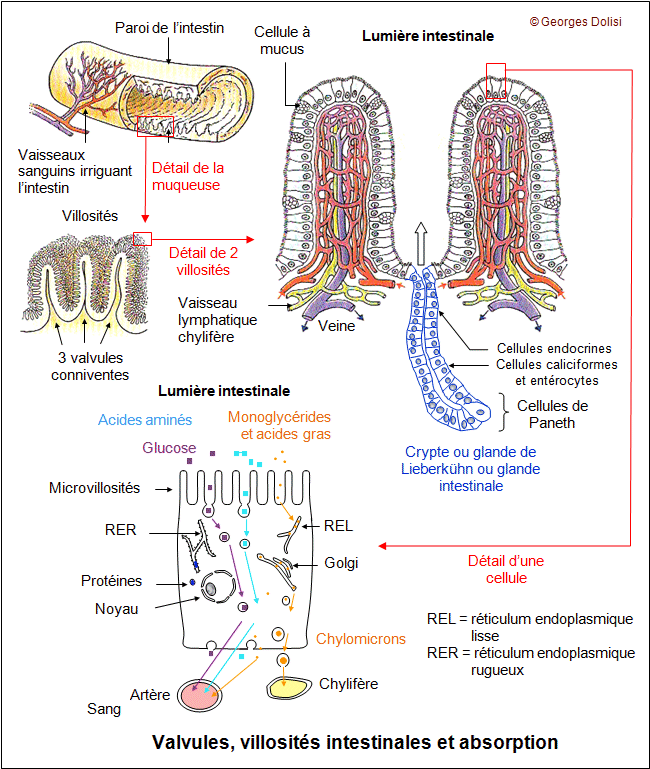 © Georges Dolisi
Paroi de l'intestin
Cellule à
mucus
Lumière intestinale
Vaisseaux
sanguins irriguant
l'intestin
Détail de la
muqueuse
Villosités
Détail de 2
villosités
Vaisseau
lymphatique
chylifère
Veine
3 valvules
conniventes
Cellules endocrines
Cellules caliciformes
et entérocytes
Cellules de
Paneth
Crypte ou glande de
Lieberkühn ou glande
intestinale
Lumière intestinale
Acides aminés
Monoglycérides
et acides gras
Glucose
Microvillosités
RER
REL
Golgi
Protéines
Noyau
Détail d'une
cellule
Chylomicrons
REL = réticulum endoplasmique
lisse
RER = réticulum endoplasmique
rugueux
Artère
Chylifère
Sang
Valvules, villosités intestinales et absorption